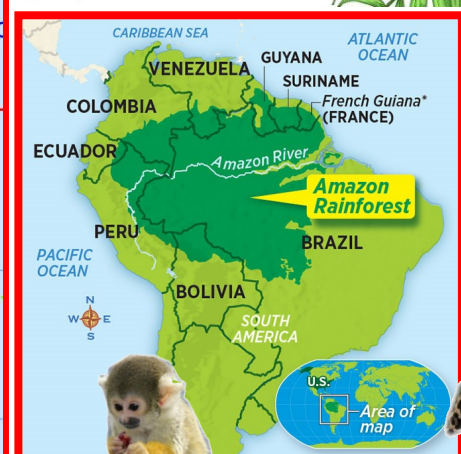 CARIBBEAN SEA
ATLANTIC
OCEAN
GUYANA
VENEZUELA
SURINAME
COLOMBIA
French Guiana*
(FRANCE)
ECUADOR
Amazon River
Amazon
Rainforest
PERU
BRAZIL
PACIFIC
OCEAN
BOLIVIA
N
W E
S
SOUTH
AMERICA
U.S.
Area of
map